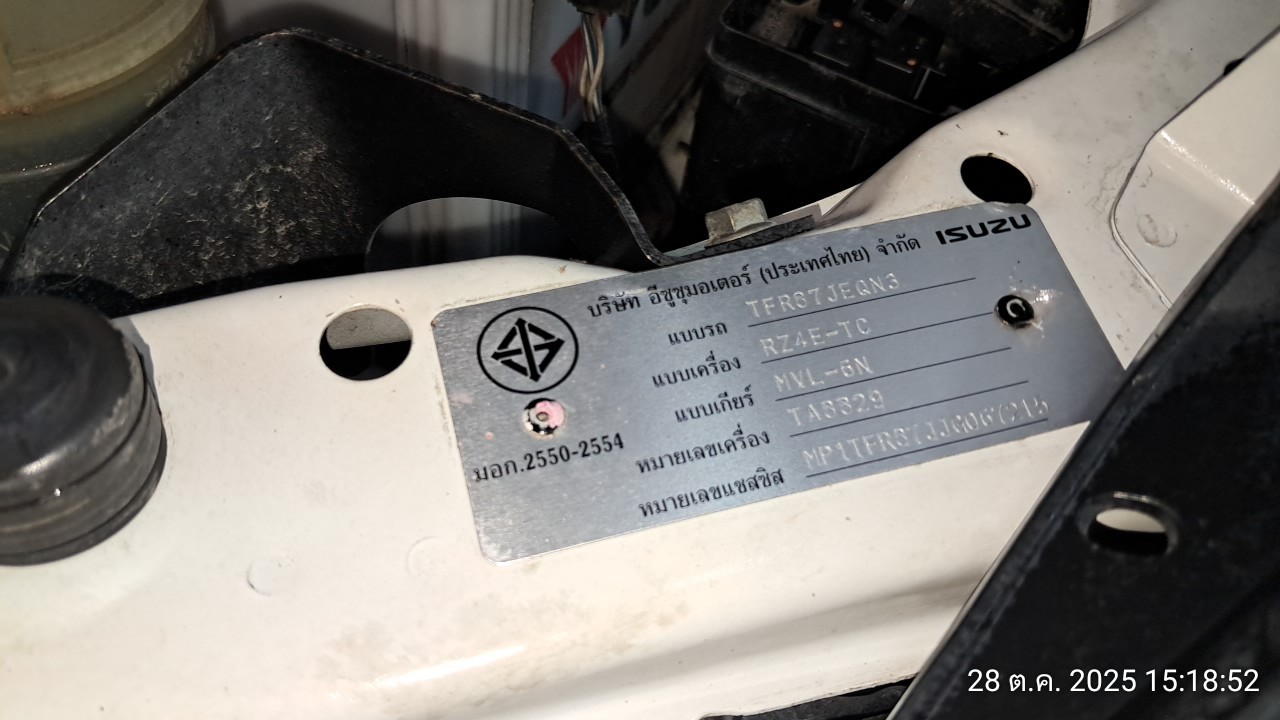 ISUZU
บริษัท อีซูซุมอเตอร์ (ประเทศไทย) จำกัด
แบบรถ TFR87JEQN3
แบบเครื่อง RZ4E-TC
แบบเกียร์ MVL-6N
หมายเลขเครื่อง
หมายเลขแชสซิส
มอก.2550-2554
28 ต.ค. 2025 15:18:52